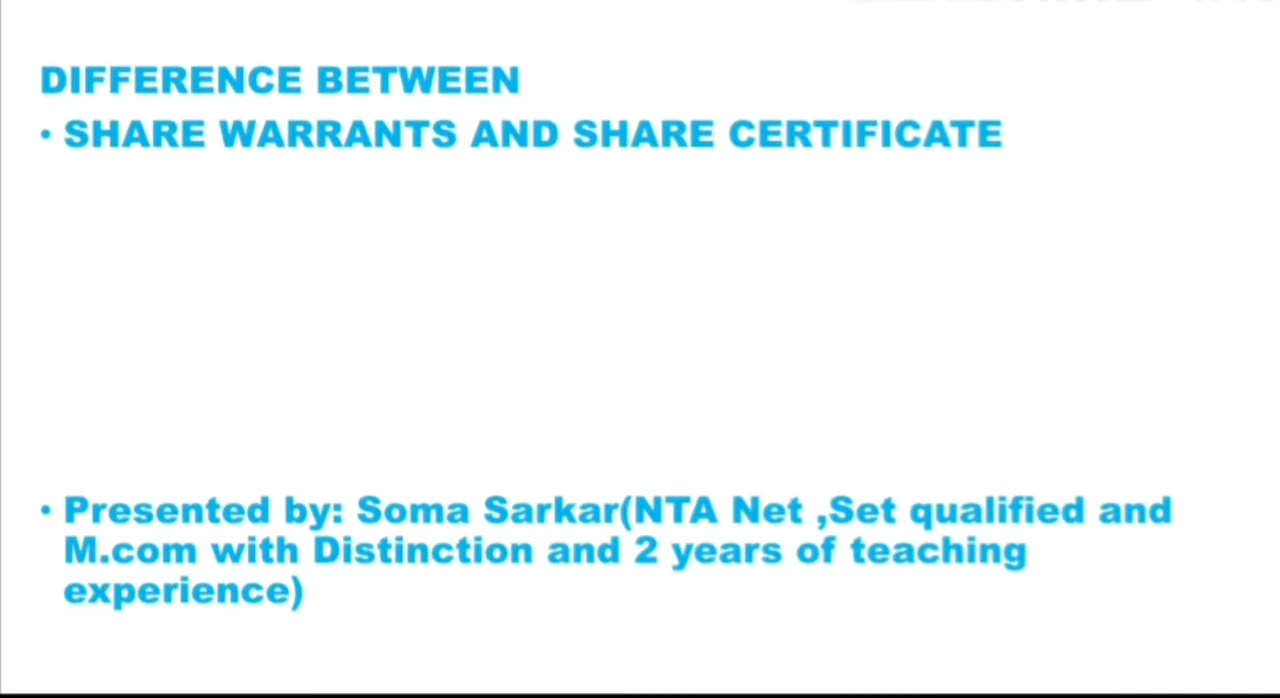 DIFFERENCE BETWEEN
• SHARE WARRANTS AND SHARE CERTIFICATE
• Presented by: Soma Sarkar(NTA Net ,Set qualified and
M.com with Distinction and 2 years of teaching
experience)